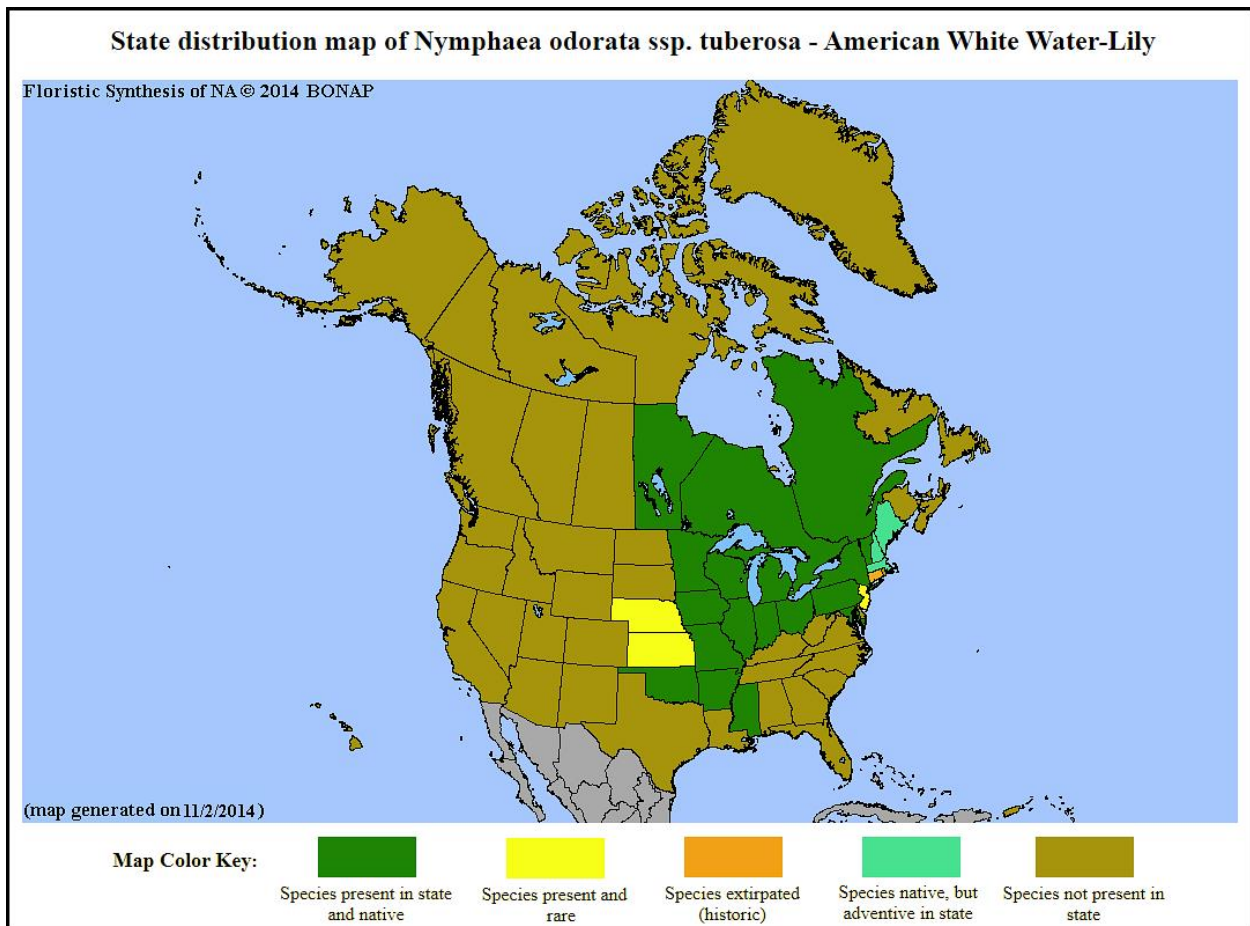 State distribution map of Nymphaea odorata ssp. tuberosa - American White Water-Lily
Floristic Synthesis of NA © 2014 BONAP
(map generated on 11/2/2014)
Map Color Key:
Species present in state
and native
Species present and
rare
Species extirpated
(historic)
Species native, but
adventive in state
Species not present in
state